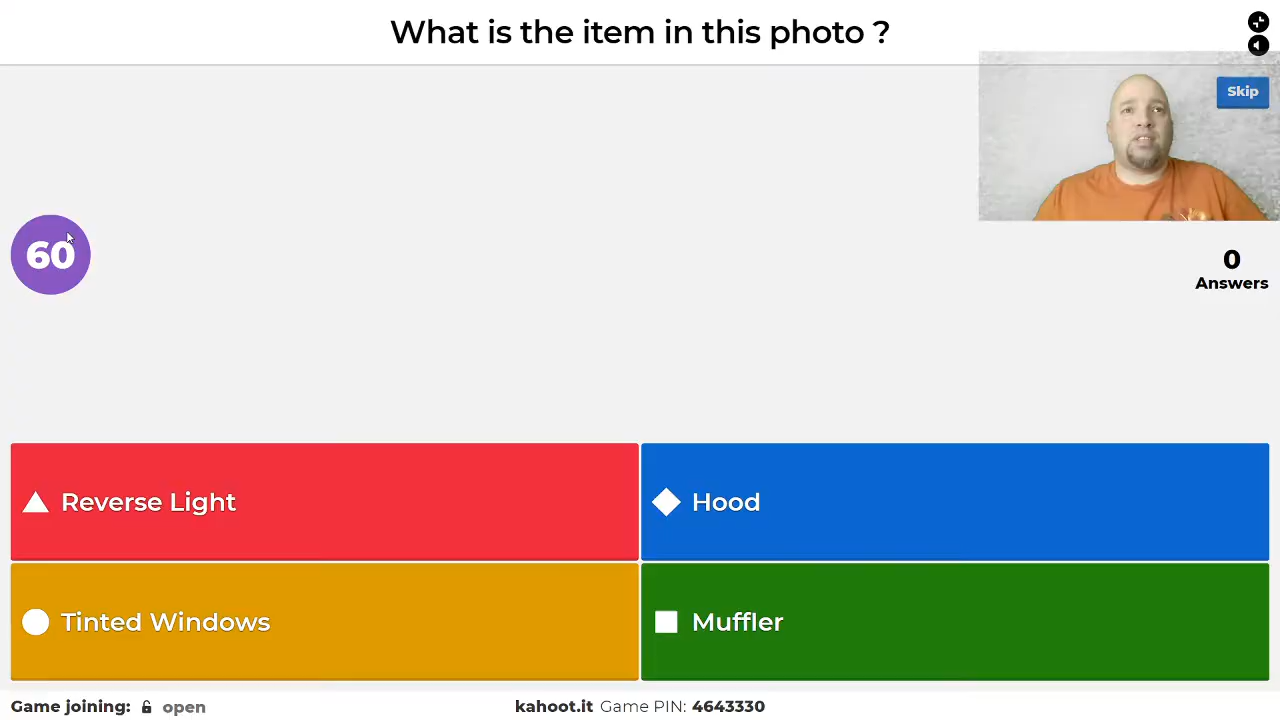 What is the item in this photo ?
Skip
60
0
Answers
Reverse Light
Hood
Tinted Windows
Muffler
Game joining: open
kahoot.it Game PIN: 4643330